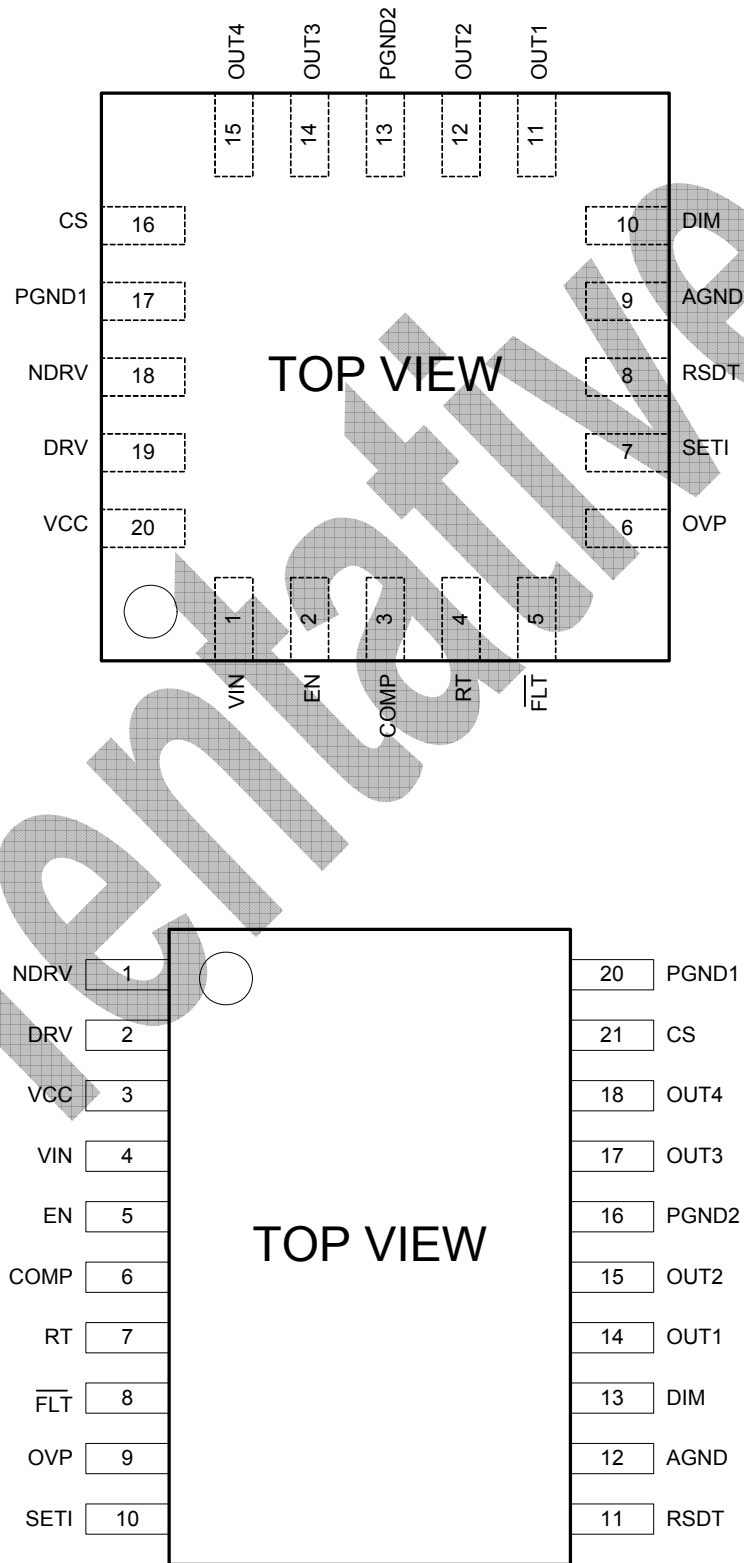 OUT4 OUT3 PGND2 OUT2 OUT1
15 14 13 12 11
CS 16 10 DIM
PGND1 17 9 AGND
NDRV 18 TOP VIEW 8 RSDT
DRV 19 7 SETI
VCC 20 6 OVP
1 2 3 4 5
VIN EN COMP RT FLT
NDRV 1 20 PGND1
DRV 2 21 CS
VCC 3 18 OUT4
VIN 4 17 OUT3
EN 5 16 PGND2
TOP VIEW
COMP 6 15 OUT2
RT 7 14 OUT1
FLT 8 13 DIM
OVP 9 12 AGND
SETI 10 11 RSDT
entative